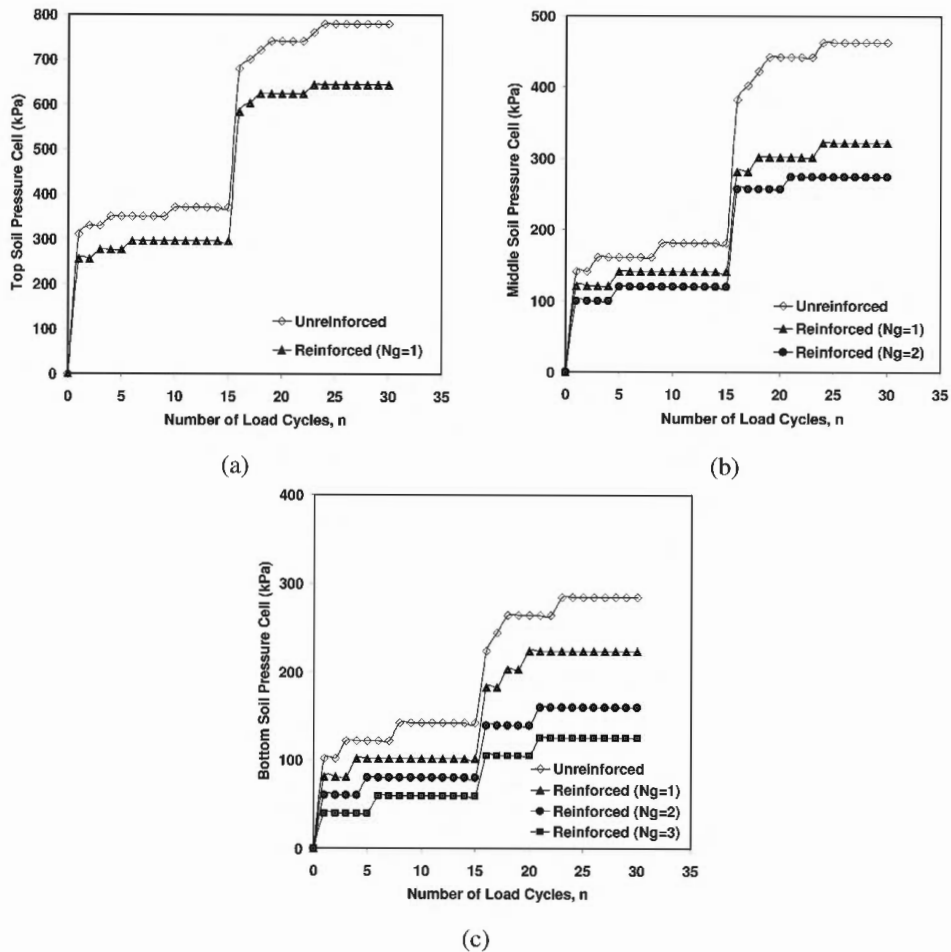 800
700
600
500
400
300
200
100
0
Top Soil Pressure Cell (kPa)
Unreinforced
Reinforced (Ng=1)
0 5 10 15 20 25 30 35
Number of Load Cycles, n
(a)
500
400
300
200
100
0
Middle Soil Pressure Cell (kPa)
Unreinforced
Reinforced (Ng=1)
Reinforced (Ng=2)
0 5 10 15 20 25 30 35
Number of Load Cycles, n
(b)
400
300
200
100
0
Bottom Soil Pressure Cell (kPa)
Unreinforced
Reinforced (Ng=1)
Reinforced (Ng=2)
Reinforced (Ng=3)
0 5 10 15 20 25 30 35
Number of Load Cycles, n
(c)